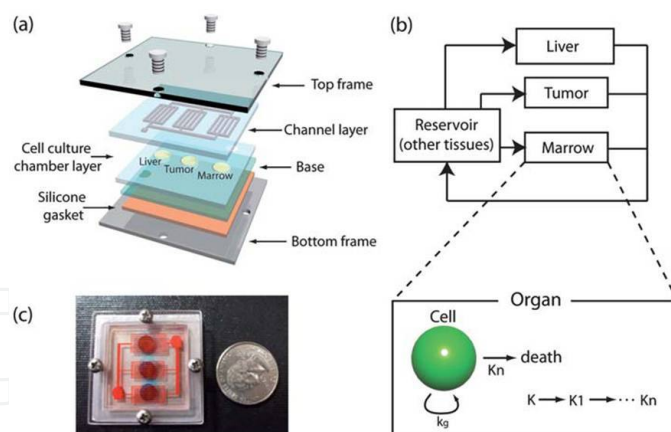 (a)
Top frame
Channel layer
Cell culture
chamber layer
Liver
Tumor
Marrow
Base
Silicone
gasket
Bottom frame
(b)
Liver
Tumor
Reservoir
(other tissues)
Marrow
(c)
Organ
Cell
Kn
death
kg
K K1 ··· Kn